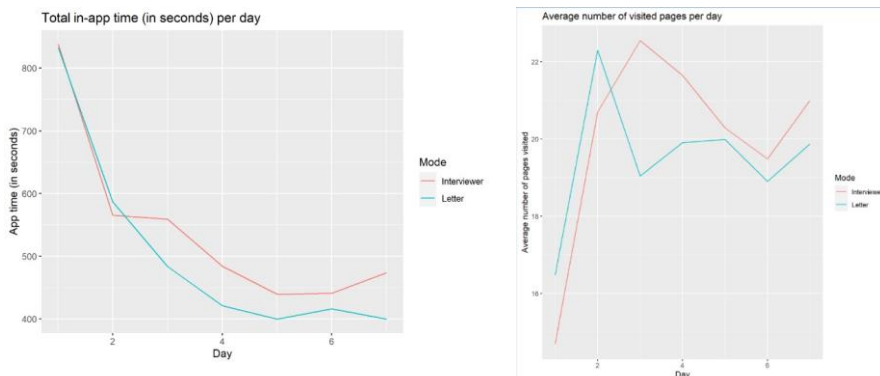 Total in-app time (in seconds) per day
App time (in seconds)
800
700
600
500
400
2
4
6
Day
Mode
Interviewer
Letter
Average number of visited pages per day
Average number of pages visited
22
20
18
16
2
4
6
Day
Mode
Interviewer
Letter